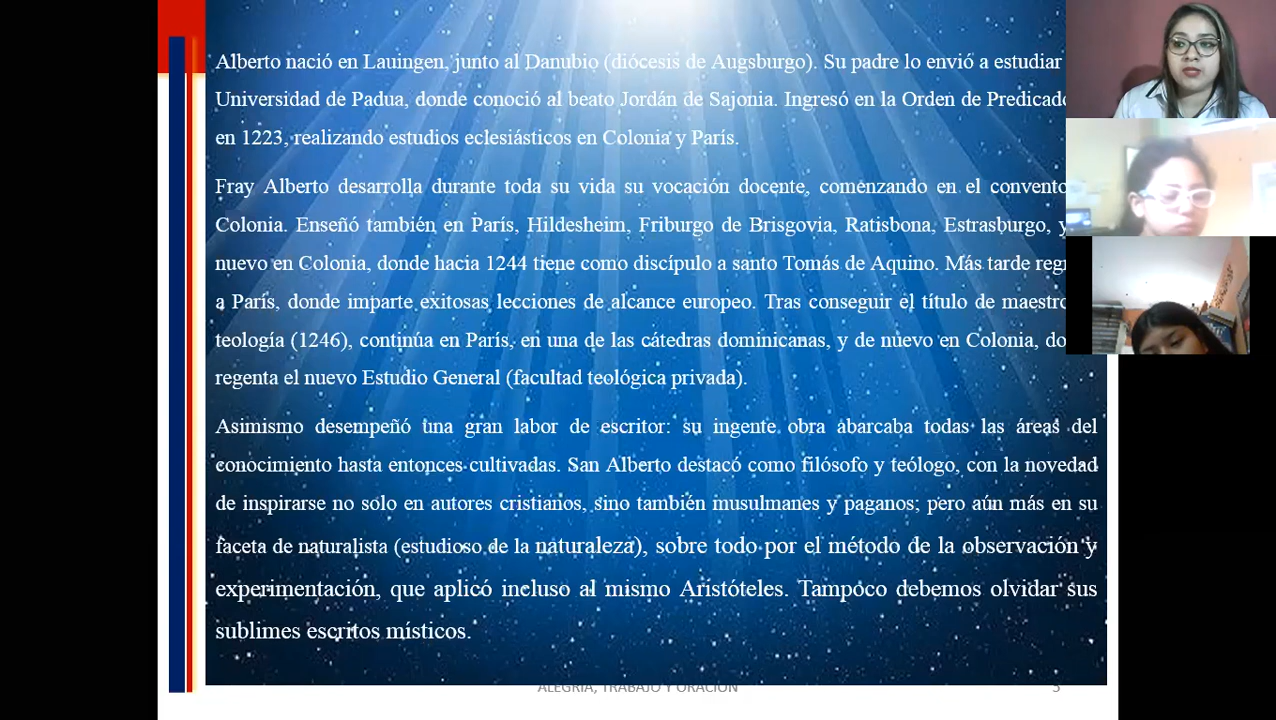 Alberto nació en Lauingen, junto al Danubio (diócesis de Augsburgo). Su padre lo envió a estudiar
Universidad de Padua, donde conoció al beato Jordán de Sajonia. Ingresó en la Orden de
en 1223, realizando estudios eclesiásticos en Colonia y París.
Fray Alberto desarrolla durante toda su vida su vocación docente, comenzando en el convento
Colonia. Enseñó también en París, Hildesheim, Friburgo de Brisgovia, Ratisbona, Estrasburgo,
nuevo en Colonia, donde hacia 1244 tiene como discípulo a santo Tomás de Aquino. Más tarde
a París, donde imparte exitosas lecciones de alcance europeo. Tras conseguir el título de maestro
teología (1246), continúa en París, en una de las cátedras dominicanas, y de nuevo en Colonia,
regenta el nuevo Estudio General (facultad teológica privada).
Asimismo desempeñó una gran labor de escritor: su ingente obra abarcaba todas las áreas del
conocimiento hasta entonces cultivadas. San Alberto destacó como filósofo y teólogo, con la novedad
de inspirarse no solo en autores cristianos, sino también musulmanes y paganos; pero aún más en su
faceta de naturalista (estudioso de la naturaleza), sobre todo por el método de la observación y
experimentación, que aplicó incluso al mismo Aristóteles. Tampoco debemos olvidar sus
sublimes escritos místicos.
ALEGRIA, TRABAJO Y ORACION
3